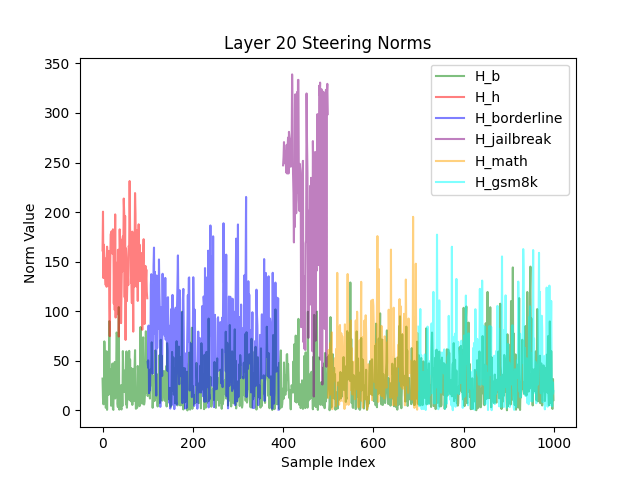 Layer 20 Steering Norms
Norm Value
350
300
250
200
150
100
50
0
H_b
H_h
H_borderline
H_jailbreak
H_math
H_gsm8k
0 200 400 600 800 1000
Sample Index